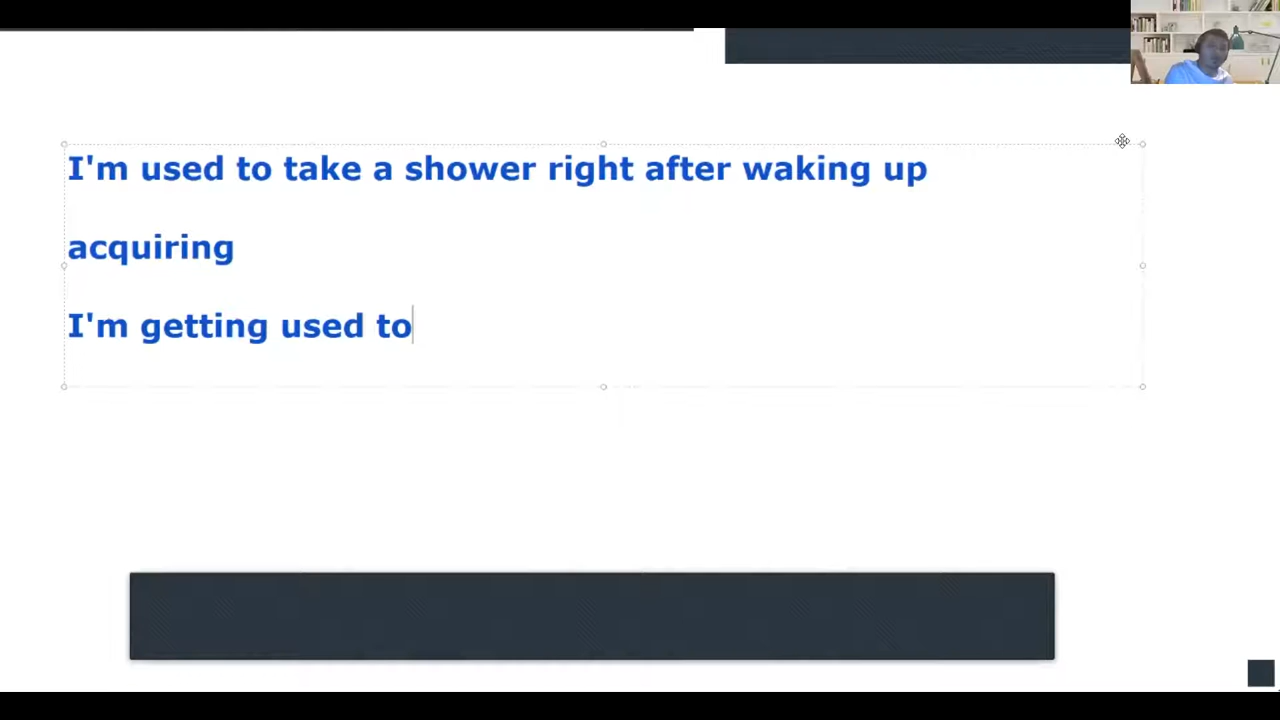 I'm used to take a shower right after waking up
acquiring
I'm getting used to